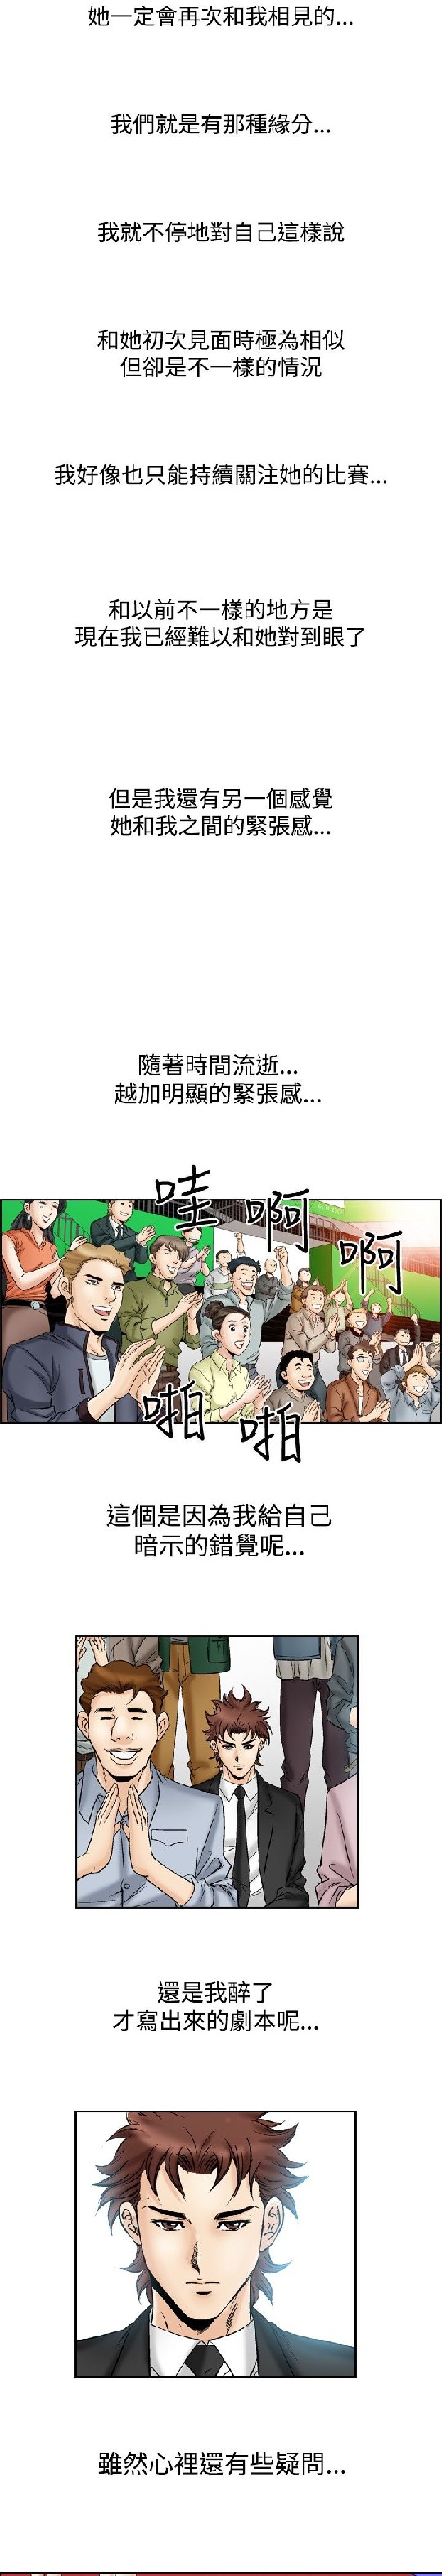 她一定會再次和我相見的...
我們就是有那種緣分...
我就不停地對自己這樣說
和她初次見面時極為相似
但卻是不一樣的情況
我好像也只能持續關注她的比賽...
和以前不一樣的地方是
現在我已經難以和她對到眼了
但是我還有另一個感覺
她和我之間的緊張感...
隨著時間流逝...
越加明顯的緊張感...
哇 啊 啊
啪 啪
這個是因為我給自己
暗示的錯覺呢...
還是我醉了
才寫出來的劇本呢...
雖然心裡還有些疑問...